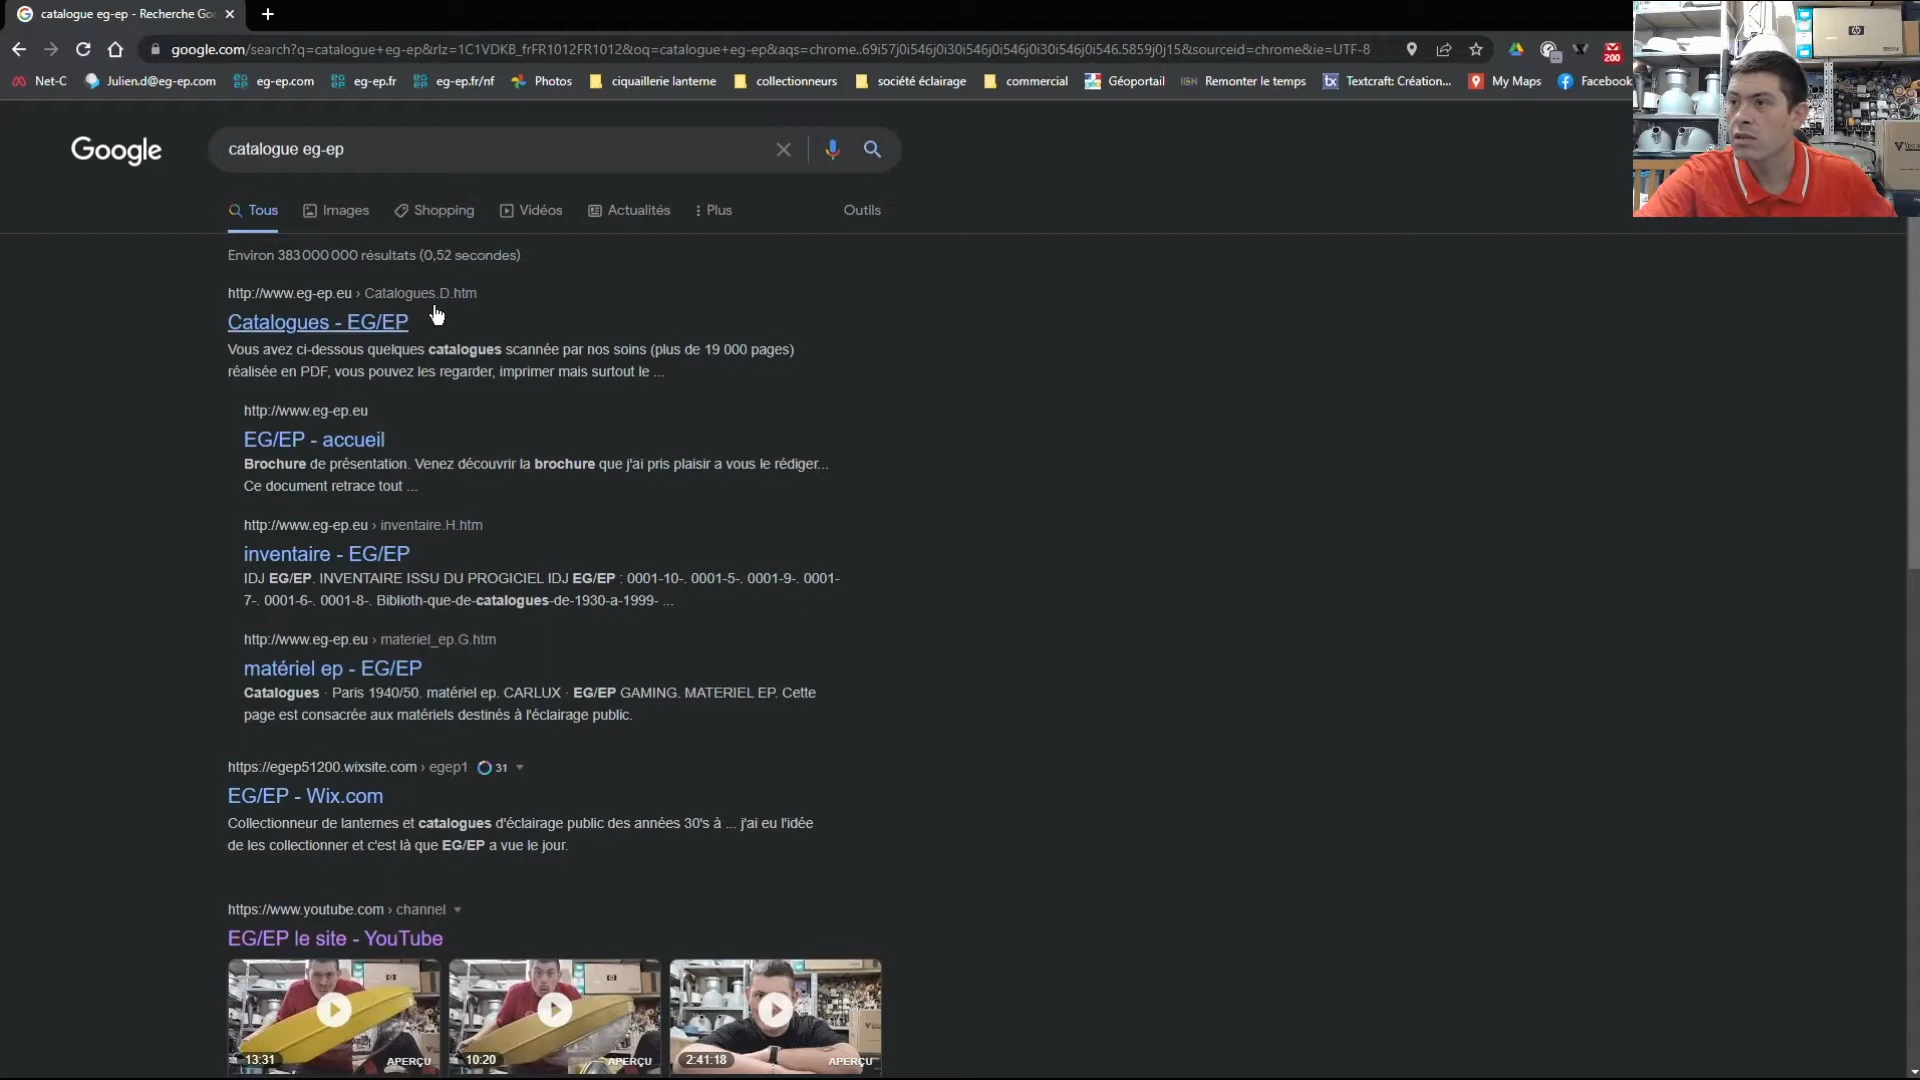 catalogue eg-ep - Recherche Goo
google.com/search?q=catalogue+eg-ep&rlz=1C1VDKB_frFR1012FR1012&oq=catalogue+eg-ep&aqs=chrome..69i57j0i546j0i30i546j0i546j0i30i546j0i546.5859j0j15&sourceid=chrome&ie=UTF-8
200
Net-C Julien.d@eg-ep.com eg-ep.com eg-ep.fr eg-ep.fr/nf Photos ciquaillerie lanterne collectionneurs société éclairage commercial Géoportail IGN Remonter le temps tx Textcraft: Création... My Maps Facebook
Google
catalogue eg-ep
Tous Images Shopping Vidéos Actualités Plus Outils
Environ 383 000 000 résultats (0,52 secondes)
http://www.eg-ep.eu › Catalogues.D.htm
Catalogues - EG/EP
Vous avez ci-dessous quelques catalogues scannée par nos soins (plus de 19 000 pages)
réalisée en PDF, vous pouvez les regarder, imprimer mais surtout le ...
http://www.eg-ep.eu
EG/EP - accueil
Brochure de présentation. Venez découvrir la brochure que j'ai pris plaisir a vous le rédiger...
Ce document retrace tout ...
http://www.eg-ep.eu › inventaire.H.htm
inventaire - EG/EP
IDJ EG/EP. INVENTAIRE ISSU DU PROGICIEL IDJ EG/EP : 0001-10-. 0001-5-. 0001-9-. 0001-
7-. 0001-6-. 0001-8-. Biblioth-que-de-catalogues-de-1930-a-1999- ...
http://www.eg-ep.eu › materiel_ep.G.htm
matériel ep - EG/EP
Catalogues · Paris 1940/50. matériel ep. CARLUX · EG/EP GAMING. MATERIEL EP. Cette
page est consacrée aux matériels destinés à l'éclairage public.
https://egep51200.wixsite.com › egep1 31
EG/EP - Wix.com
Collectionneur de lanternes et catalogues d'éclairage public des années 30's à ... j'ai eu l'idée
de les collectionner et c'est là que EG/EP a vue le jour.
https://www.youtube.com › channel
EG/EP le site - YouTube
13:31 APERÇU 10:20 APERÇU 2:41:18 APERÇU